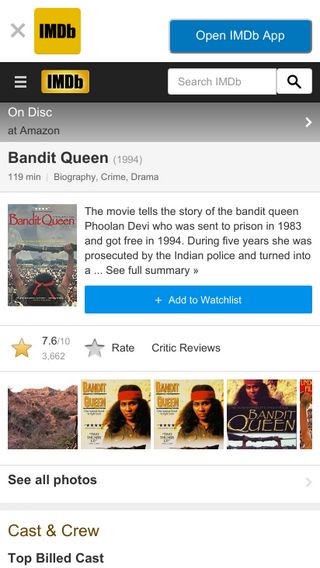 IMDb
Open IMDb App
IMDb
Search IMDb
On Disc
at Amazon
Bandit Queen (1994)
119 min | Biography, Crime, Drama
Bandit Queen
The movie tells the story of the bandit queen
Phoolan Devi who was sent to prison in 1983
and got free in 1994. During five years she was
prosecuted by the Indian police and turned into
a ... See full summary »
+ Add to Watchlist
7.6/10
3,662
Rate
Critic Reviews
BANDIT
QUEEN
BANDIT
QUEEN
BANDIT
QUEEN
See all photos
Cast & Crew
Top Billed Cast